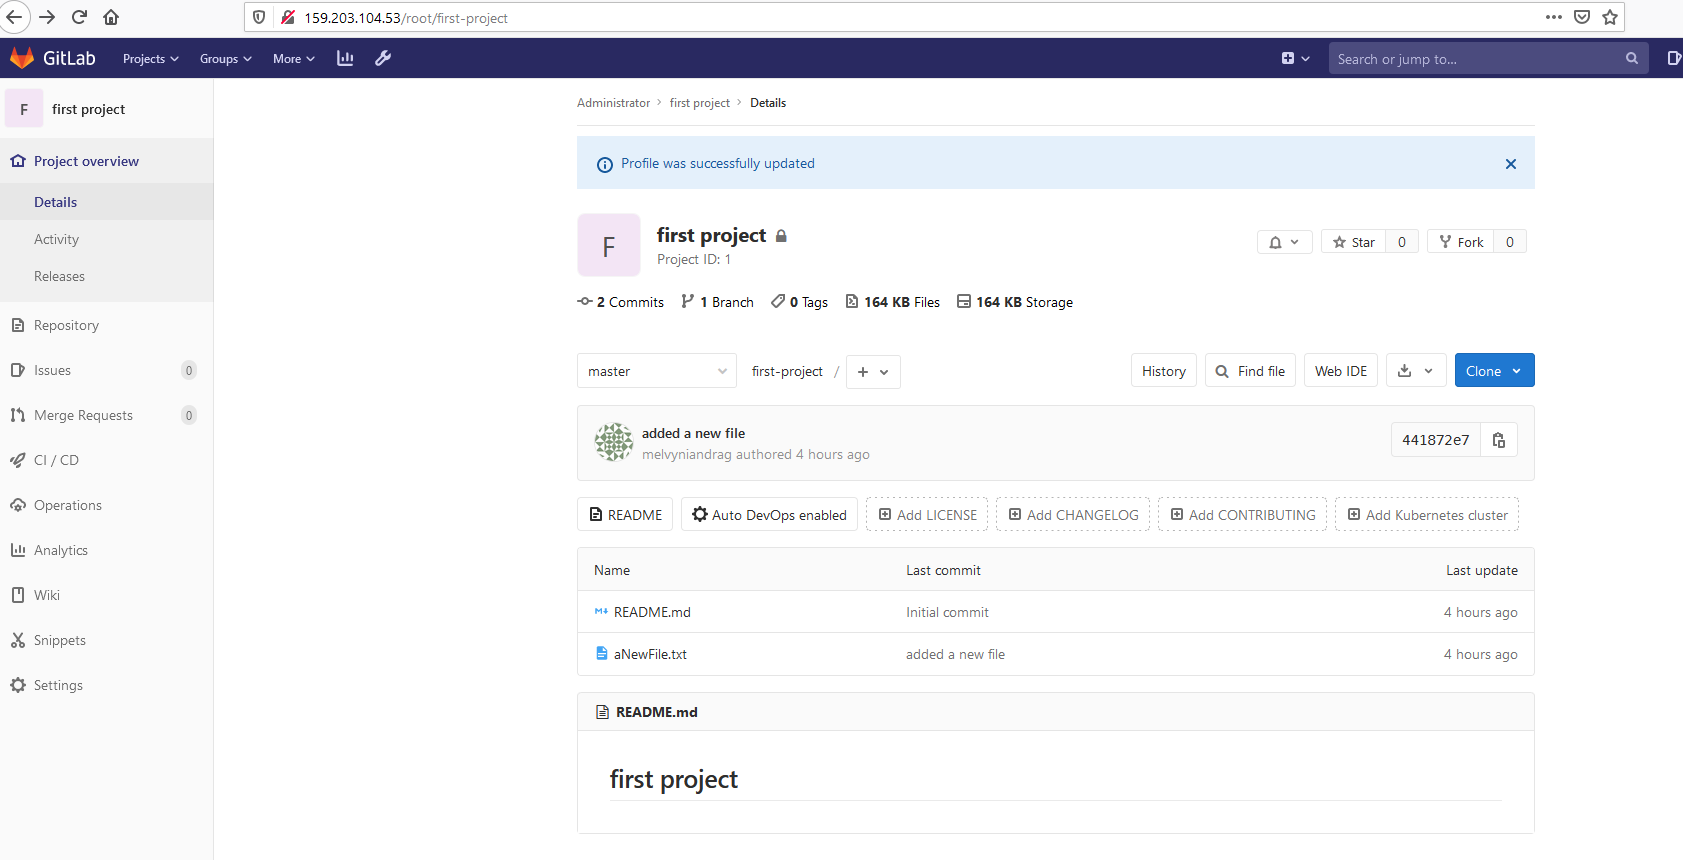 159.203.104.53/root/first-project
GitLab Projects Groups More Search or jump to...
F first project
Project overview
Details
Activity
Releases
Repository
Issues 0
Merge Requests 0
CI / CD
Operations
Analytics
Wiki
Snippets
Settings
Administrator > first project > Details
Profile was successfully updated
F
first project
Project ID: 1
Star 0 Fork 0
2 Commits 1 Branch 0 Tags 164 KB Files 164 KB Storage
master first-project / + History Find file Web IDE Clone
added a new file
melvyniandrag authored 4 hours ago
441872e7
README Auto DevOps enabled Add LICENSE Add CHANGELOG Add CONTRIBUTING Add Kubernetes cluster
Name Last commit Last update
README.md Initial commit 4 hours ago
aNewFile.txt added a new file 4 hours ago
README.md
first project